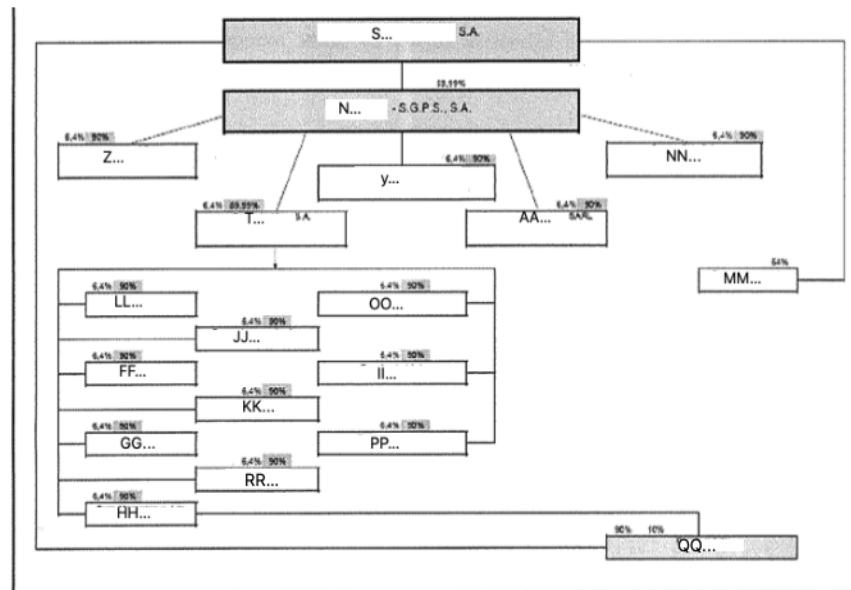 S... S.A.
N... - S.G.P.S., S.A.
6,4% 90%
Z...
6,4% 90%
NN...
6,4% 90%
y...
6,4% 89,99%
T... S.A.
6,4% 90%
AA... SARL
64%
MM...
6,4% 90%
LL...
6,4% 90%
OO...
6,4% 90%
JJ...
6,4% 90%
FF...
6,4% 90%
II...
6,4% 90%
KK...
6,4% 90%
GG...
6,4% 90%
PP...
6,4% 90%
RR...
6,4% 90%
HH...
90% 10%
QQ...